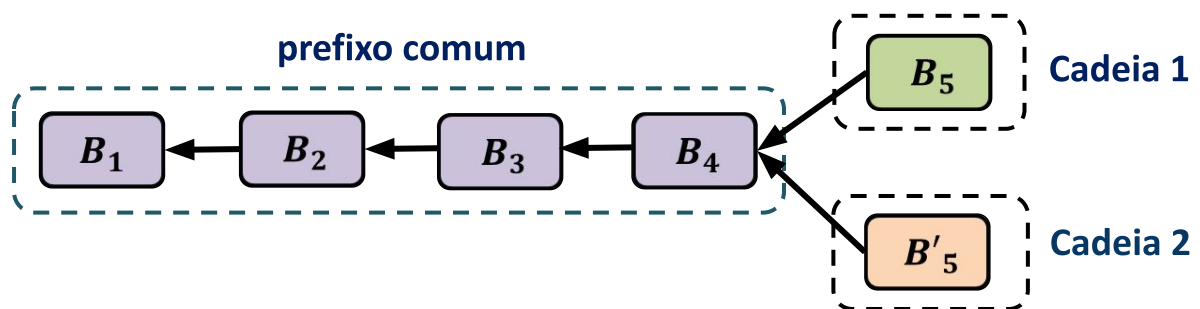 prefixo comum
B₁
B₂
B₃
B₄
B₅
Cadeia 1
B'₅
Cadeia 2